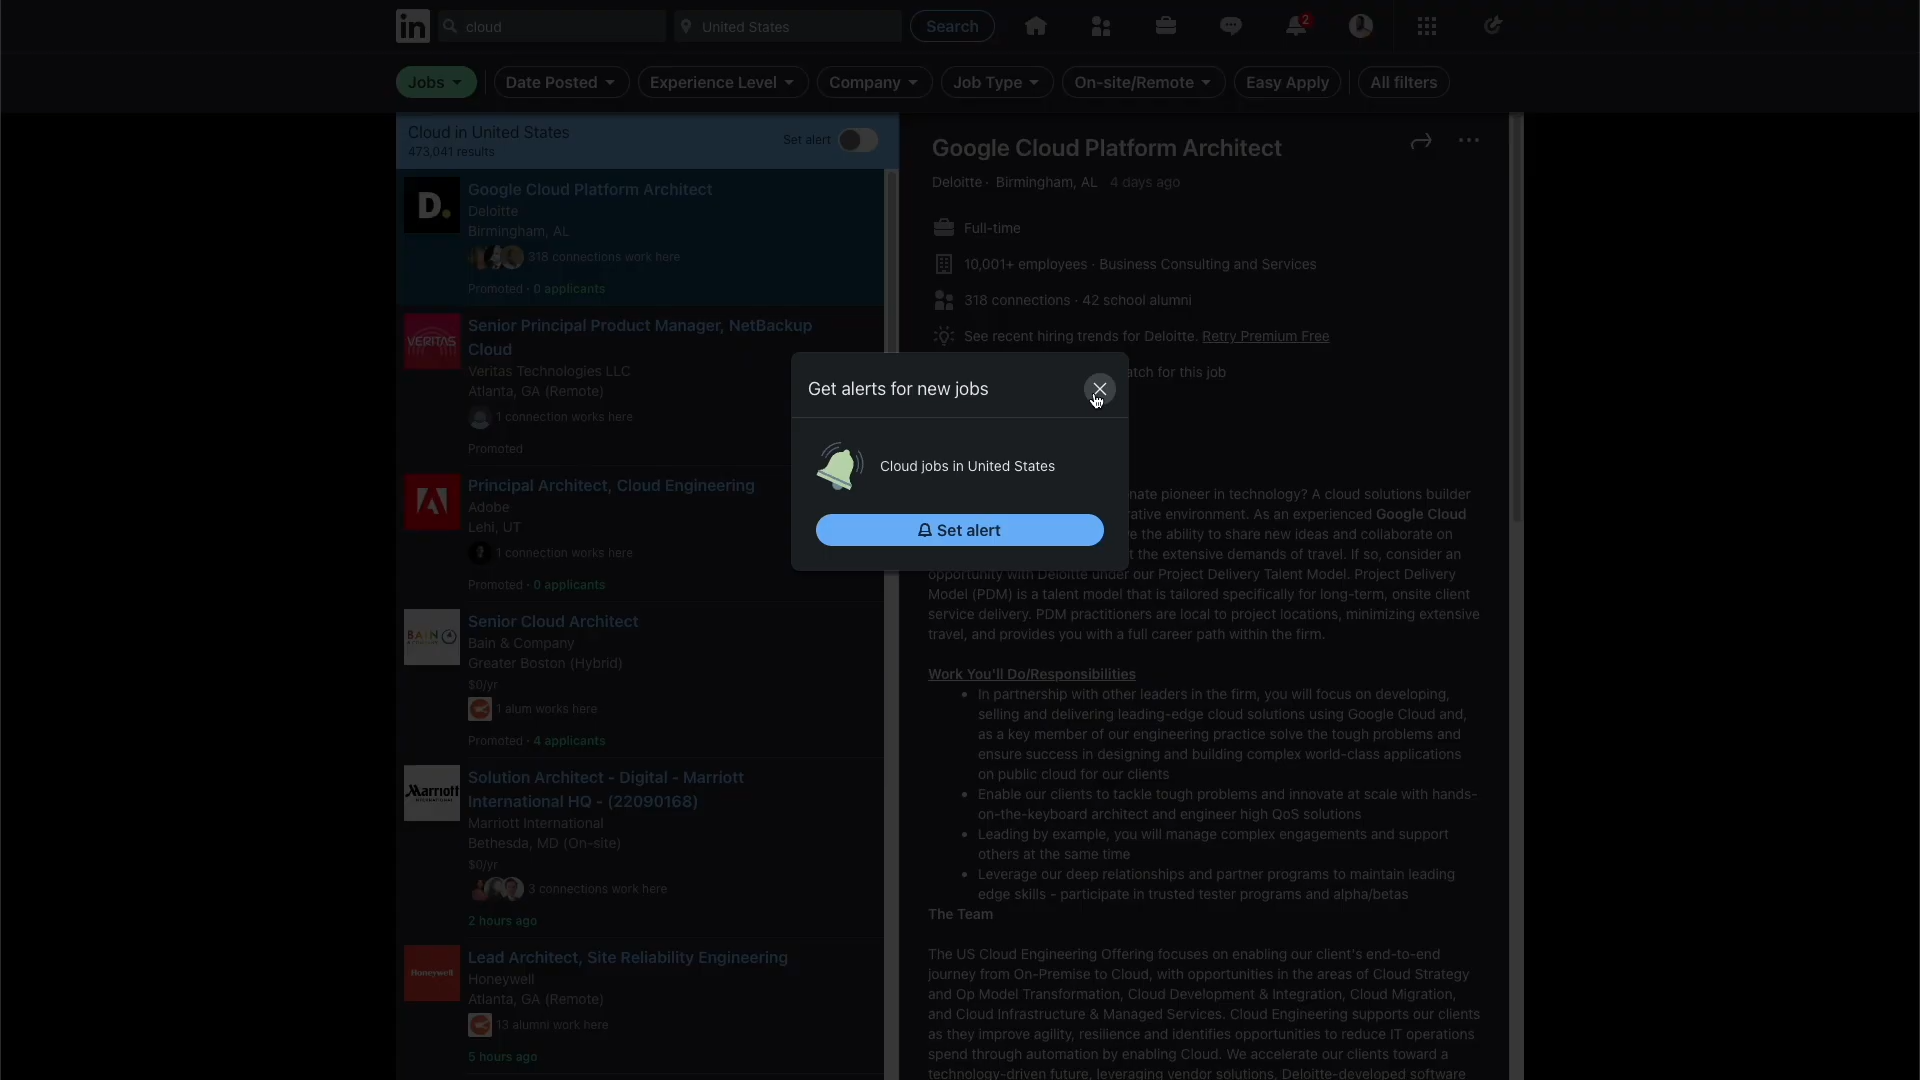 in
cloud
United States
Search
2
Jobs
Date Posted
Experience Level
Company
Job Type
On-site/Remote
Easy Apply
All filters
Cloud in United States
473,041 results
Set alert
D.
Google Cloud Platform Architect
Deloitte
Birmingham, AL
318 connections work here
Promoted · 0 applicants
VERITAS
Senior Principal Product Manager, NetBackup
Cloud
Veritas Technologies LLC
Atlanta, GA (Remote)
1 connection works here
Promoted
Principal Architect, Cloud Engineering
Adobe
Lehi, UT
1 connection works here
Promoted · 0 applicants
BAIN
Senior Cloud Architect
Bain & Company
Greater Boston (Hybrid)
$0/yr
1 alum works here
Promoted · 4 applicants
Marriott
INTERNATIONAL
Solution Architect - Digital - Marriott
International HQ - (22090168)
Marriott International
Bethesda, MD (On-site)
$0/yr
3 connections work here
2 hours ago
Honeywell
Lead Architect, Site Reliability Engineering
Honeywell
Atlanta, GA (Remote)
13 alumni work here
5 hours ago
Google Cloud Platform Architect
Deloitte · Birmingham, AL 4 days ago
Full-time
10,001+ employees · Business Consulting and Services
318 connections · 42 school alumni
See recent hiring trends for Deloitte. Retry Premium Free
atch for this job
Get alerts for new jobs
Cloud jobs in United States
Set alert
nate pioneer in technology? A cloud solutions builder
rative environment. As an experienced Google Cloud
e the ability to share new ideas and collaborate on
t the extensive demands of travel. If so, consider an
opportunity with Deloitte under our Project Delivery Talent Model. Project Delivery
Model (PDM) is a talent model that is tailored specifically for long-term, onsite client
service delivery. PDM practitioners are local to project locations, minimizing extensive
travel, and provides you with a full career path within the firm.
Work You'll Do/Responsibilities
• In partnership with other leaders in the firm, you will focus on developing,
selling and delivering leading-edge cloud solutions using Google Cloud and,
as a key member of our engineering practice solve the tough problems and
ensure success in designing and building complex world-class applications
on public cloud for our clients
• Enable our clients to tackle tough problems and innovate at scale with hands-
on-the-keyboard architect and engineer high QoS solutions
• Leading by example, you will manage complex engagements and support
others at the same time
• Leverage our deep relationships and partner programs to maintain leading
edge skills - participate in trusted tester programs and alpha/betas
The Team
The US Cloud Engineering Offering focuses on enabling our client's end-to-end
journey from On-Premise to Cloud, with opportunities in the areas of Cloud Strategy
and Op Model Transformation, Cloud Development & Integration, Cloud Migration,
and Cloud Infrastructure & Managed Services. Cloud Engineering supports our clients
as they improve agility, resilience and identifies opportunities to reduce IT operations
spend through automation by enabling Cloud. We accelerate our clients toward a
technology-driven future, leveraging vendor solutions, Deloitte-developed software